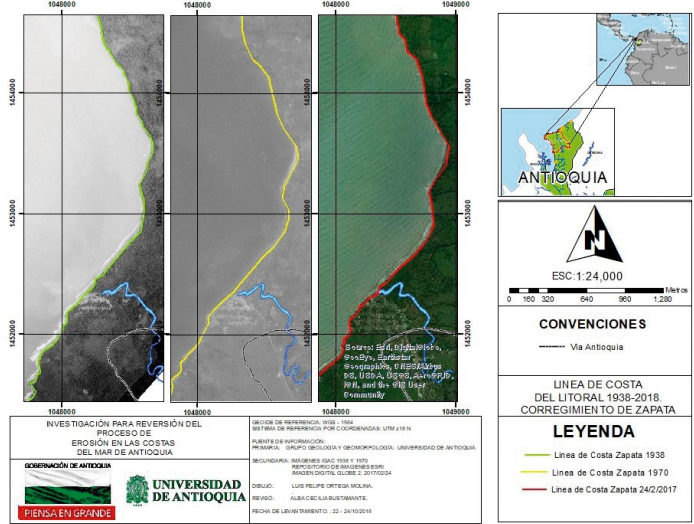 1048000
1048000
1048000
1049000
1454000
1454000
1454000
1453000
1453000
1453000
1452000
1452000
1452000
Source: Esri, DigitalGlobe,
GeoEye, Earthstar
Geographics, CNES/Airbus
DS, USDA, USGS, AeroGRID,
IGN, and the GIS User
Community
1048000
1048000
1048000
1049000
ANTIOQUIA
N
ESC:1:24,000
Metros
0 160 320 640 960 1,280
CONVENCIONES
Via Antioquia
LINEA DE COSTA
DEL LITORAL 1938-2018.
CORREGIMIENTO DE ZAPATA
LEYENDA
Linea de Costa Zapata 1938
Linea de Costa Zapata 1970
Linea de Costa Zapata 24/2/2017
INVESTIGACIÓN PARA REVERSIÓN DEL
PROCESO DE
EROSIÓN EN LAS COSTAS
DEL MAR DE ANTIOQUIA
GOBERNACIÓN DE ANTIOQUIA
PIENSA EN GRANDE
UNIVERSIDAD
DE ANTIOQUIA
GEOIDE DE REFERENCIA: WGS - 1984
SISTEMA DE REFERENCIA POR COORDENADAS: UTM z18 N
FUENTE DE INFORMACIÓN:
PRIMARIA: GRUPO GEOLOGÍA Y GEOMORFOLOGÍA: UNIVERSIDAD DE ANTIOQUIA
SECUNDARIA: IMÁGENES IGAC 1938 Y 1970
REPOSITORIO DE IMAGENES ESRI
IMAGEN DIGITAL GLOBE 2. 2017/02/24
DIBUJO: LUIS FELIPE ORTEGA MOLINA.
REVISO: ALBA CECILIA BUSTAMANTE.
FECHA DE LEVANTAMIENTO: : 22 - 24/10/2018